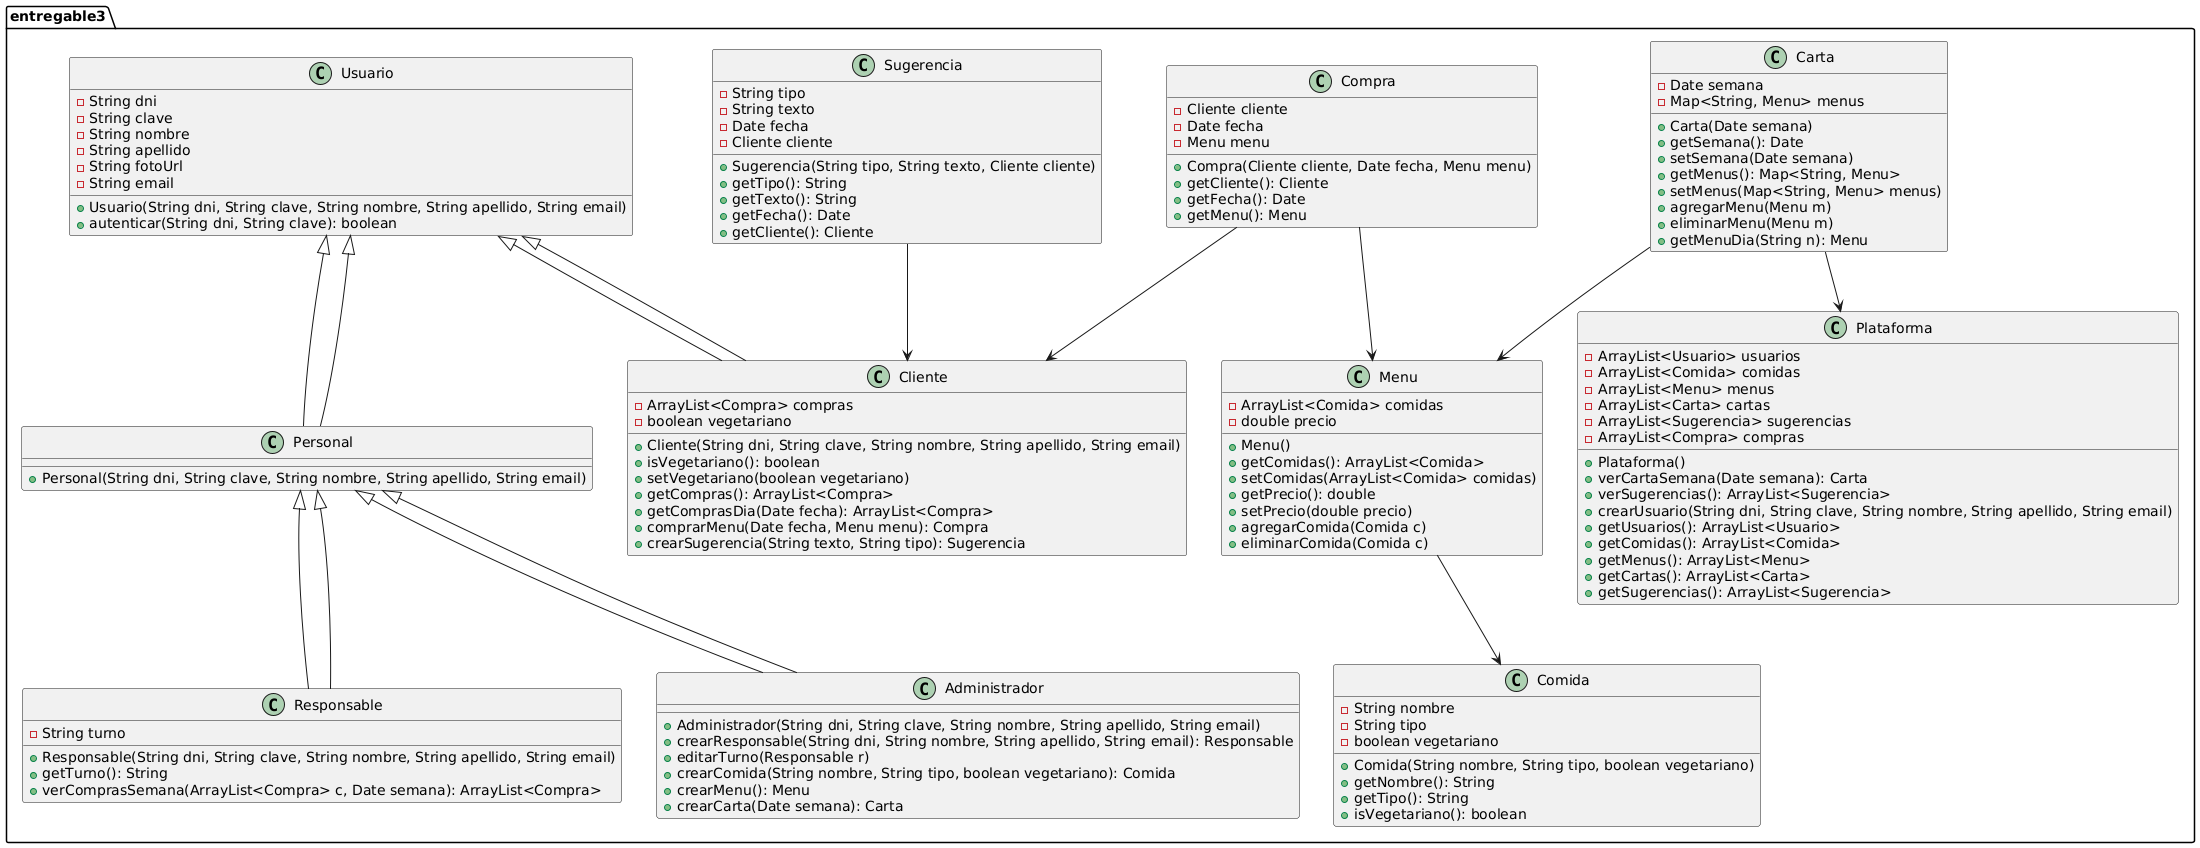 entregable3
Usuario
String dni
String clave
String nombre
String apellido
String fotoUrl
String email
Usuario(String dni, String clave, String nombre, String apellido, String email)
autenticar(String dni, String clave): boolean
Sugerencia
String tipo
String texto
Date fecha
Cliente cliente
Sugerencia(String tipo, String texto, Cliente cliente)
getTipo(): String
getTexto(): String
getFecha(): Date
getCliente(): Cliente
Compra
Cliente cliente
Date fecha
Menu menu
Compra(Cliente cliente, Date fecha, Menu menu)
getCliente(): Cliente
getFecha(): Date
getMenu(): Menu
Carta
Date semana
Map<String, Menu> menus
Carta(Date semana)
getSemana(): Date
setSemana(Date semana)
getMenus(): Map<String, Menu>
setMenus(Map<String, Menu> menus)
agregarMenu(Menu m)
eliminarMenu(Menu m)
getMenuDia(String n): Menu
Personal
Personal(String dni, String clave, String nombre, String apellido, String email)
Cliente
ArrayList<Compra> compras
boolean vegetariano
Cliente(String dni, String clave, String nombre, String apellido, String email)
isVegetariano(): boolean
setVegetariano(boolean vegetariano)
getCompras(): ArrayList<Compra>
getComprasDia(Date fecha): ArrayList<Compra>
comprarMenu(Date fecha, Menu menu): Compra
crearSugerencia(String texto, String tipo): Sugerencia
Menu
ArrayList<Comida> comidas
double precio
Menu()
getComidas(): ArrayList<Comida>
setComidas(ArrayList<Comida> comidas)
getPrecio(): double
setPrecio(double precio)
agregarComida(Comida c)
eliminarComida(Comida c)
Plataforma
ArrayList<Usuario> usuarios
ArrayList<Comida> comidas
ArrayList<Menu> menus
ArrayList<Carta> cartas
ArrayList<Sugerencia> sugerencias
ArrayList<Compra> compras
Plataforma()
verCartaSemana(Date semana): Carta
verSugerencias(): ArrayList<Sugerencia>
crearUsuario(String dni, String clave, String nombre, String apellido, String email)
getUsuarios(): ArrayList<Usuario>
getComidas(): ArrayList<Comida>
getMenus(): ArrayList<Menu>
getCartas(): ArrayList<Carta>
getSugerencias(): ArrayList<Sugerencia>
Responsable
String turno
Responsable(String dni, String clave, String nombre, String apellido, String email)
getTurno(): String
verComprasSemana(ArrayList<Compra> c, Date semana): ArrayList<Compra>
Administrador
Administrador(String dni, String clave, String nombre, String apellido, String email)
crearResponsable(String dni, String nombre, String apellido, String email): Responsable
editarTurno(Responsable r)
crearComida(String nombre, String tipo, boolean vegetariano): Comida
crearMenu(): Menu
crearCarta(Date semana): Carta
Comida
String nombre
String tipo
boolean vegetariano
Comida(String nombre, String tipo, boolean vegetariano)
getNombre(): String
getTipo(): String
isVegetariano(): boolean